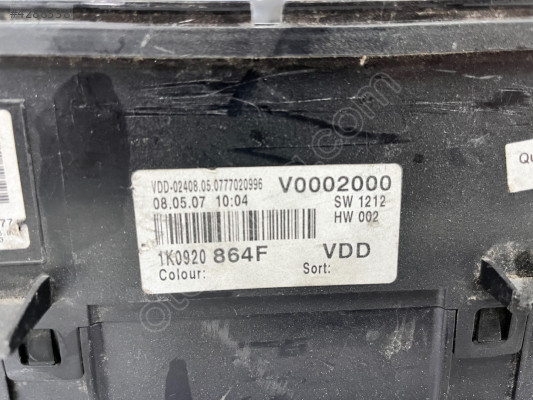 VDD-02408.05.0777020996 V0002000
08.05.07 10:04 SW 1212
HW 002
1K0920 864F VDD
Colour: Sort:
QU